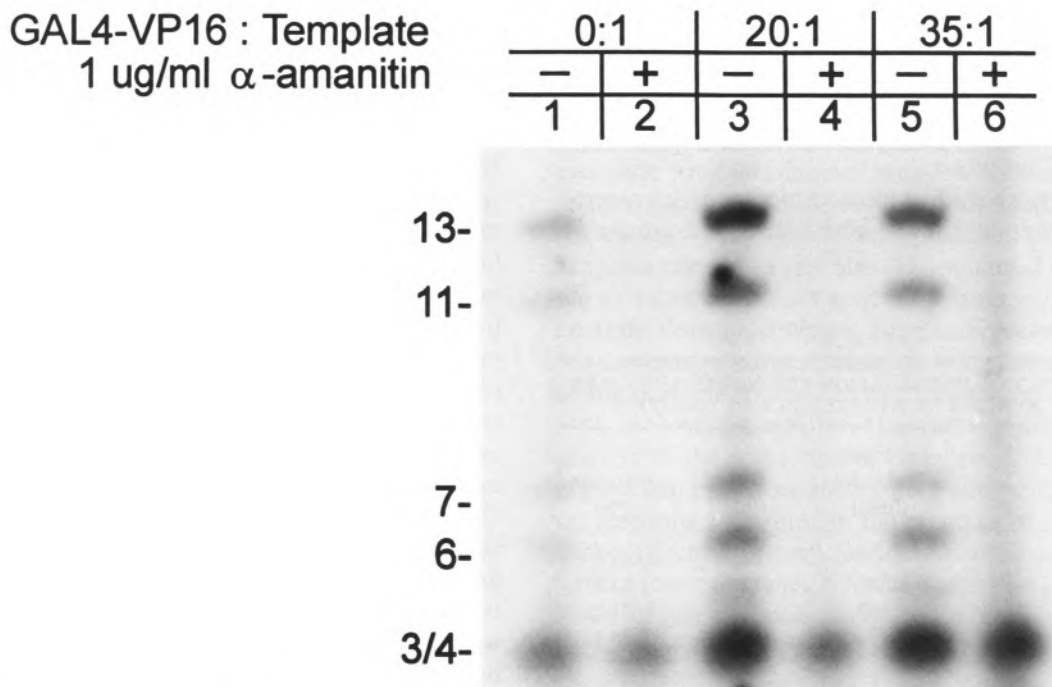 GAL4-VP16 : Template 0:1 20:1 35:1
1 ug/ml α-amanitin − + − + − +
1 2 3 4 5 6
13-
11-
7-
6-
3/4-